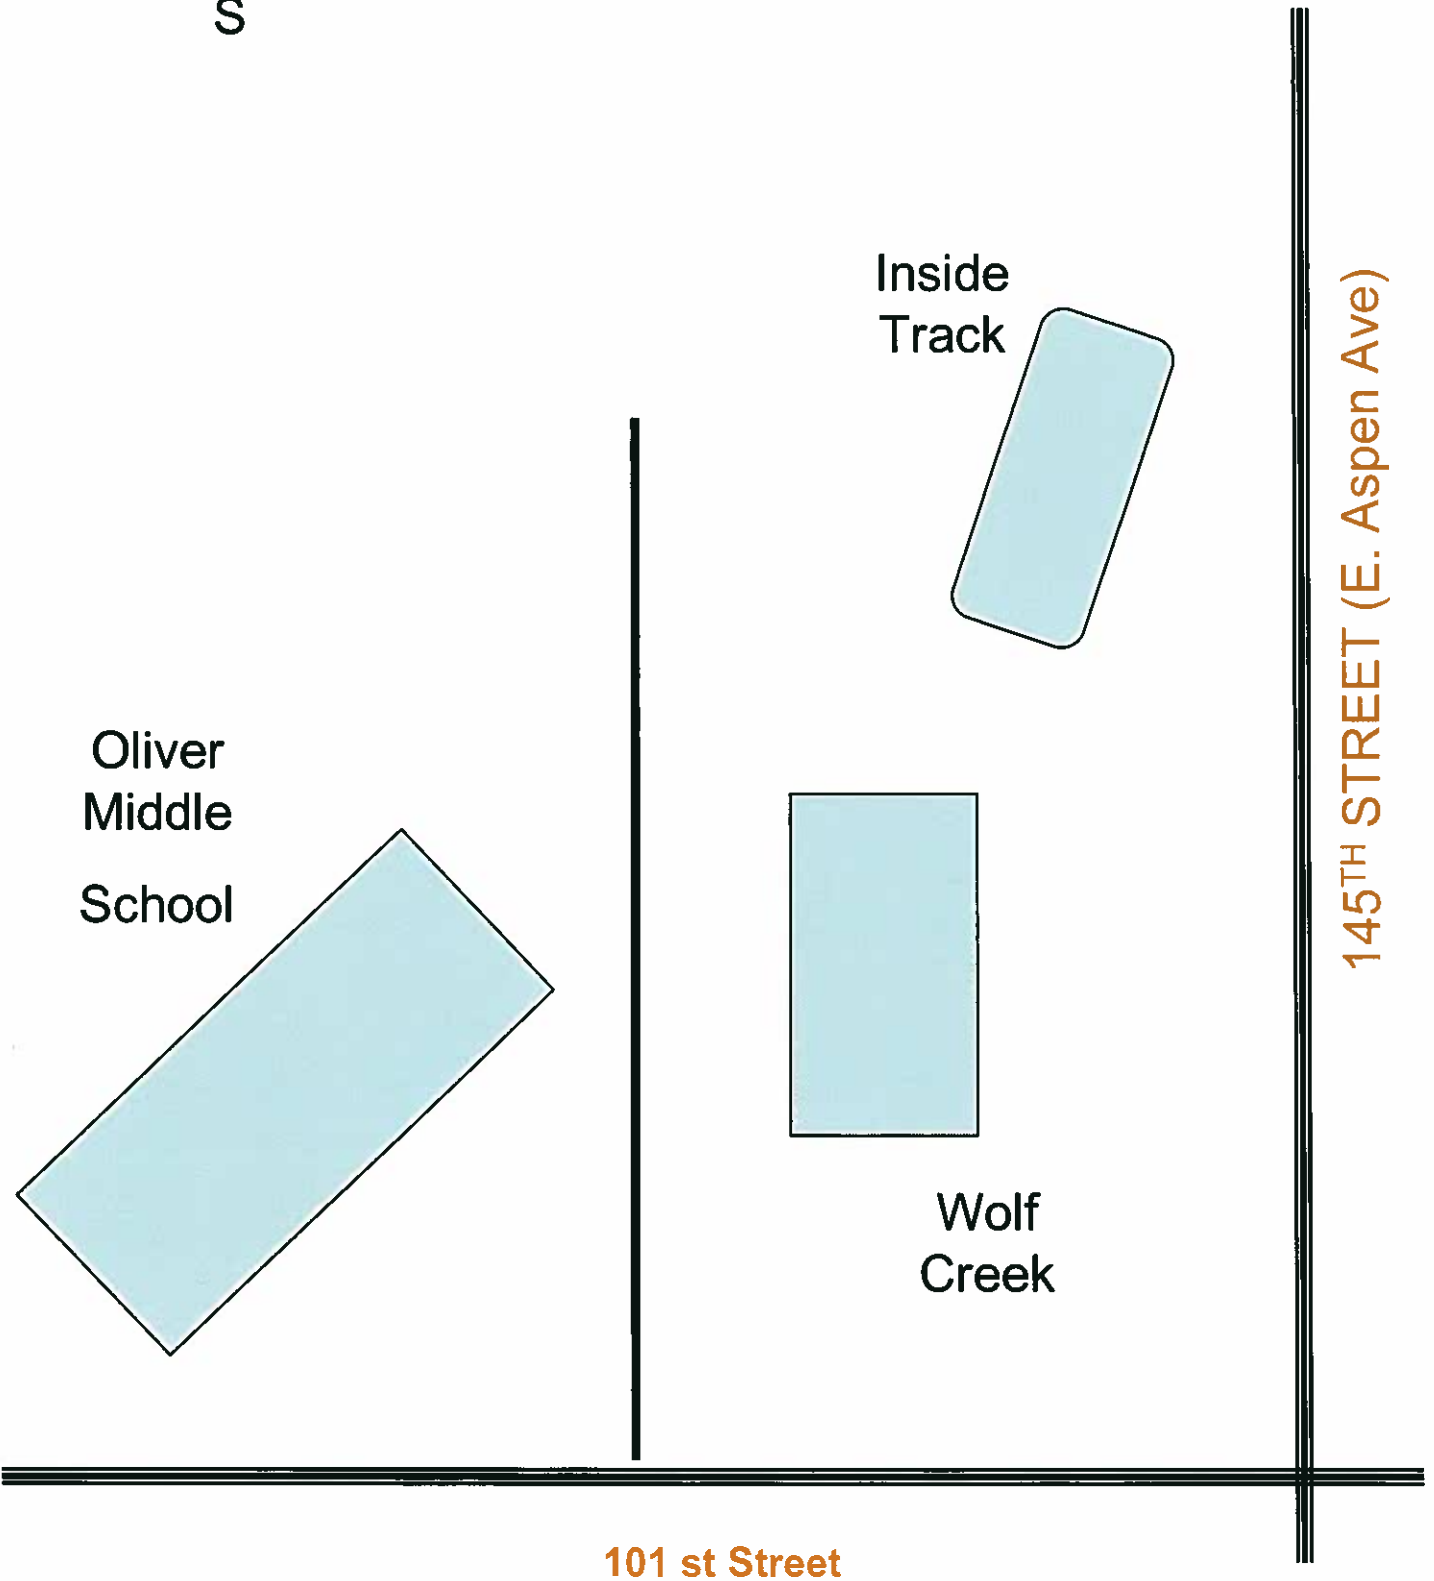 S
Inside
Track
145TH STREET (E. Aspen Ave)
Oliver
Middle
School
Wolf
Creek
101 st Street